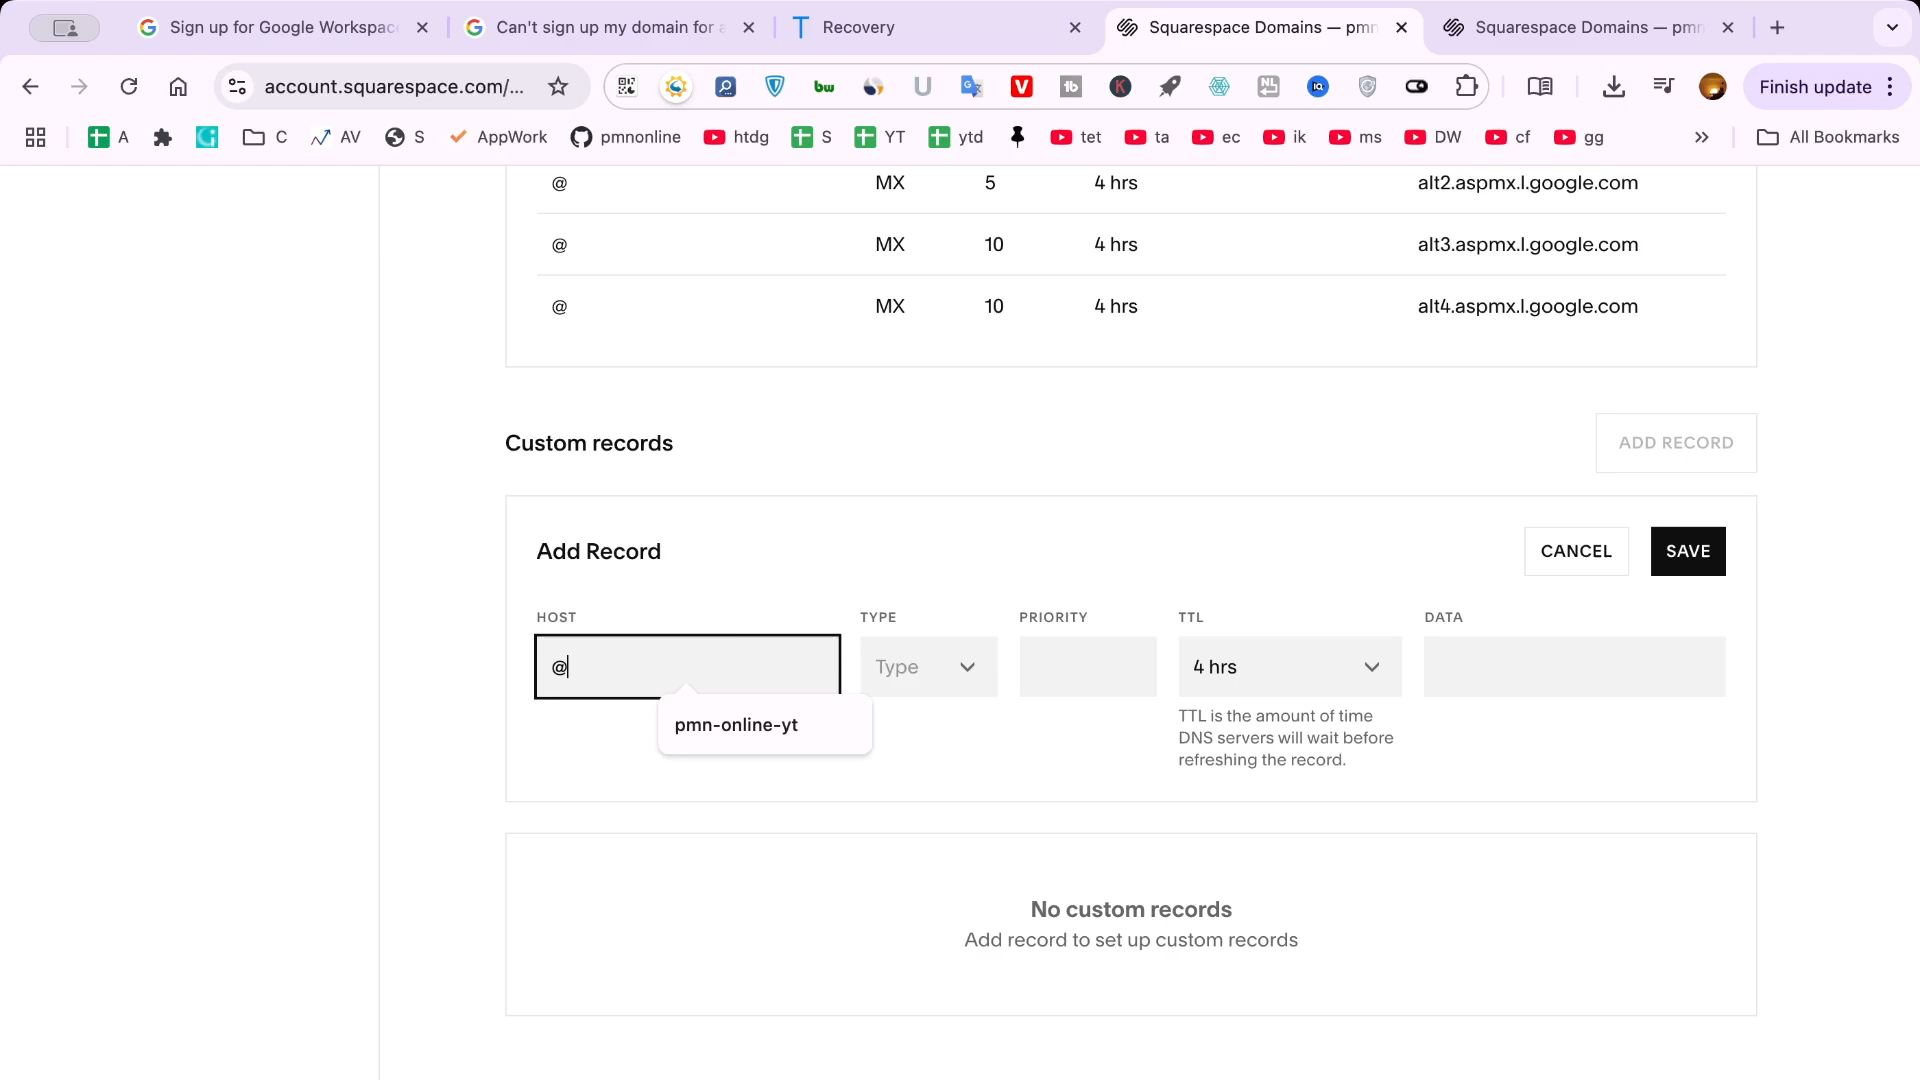 Sign up for Google Workspace
Can't sign up my domain for a
Recovery
Squarespace Domains — pmn
Squarespace Domains — pmn
account.squarespace.com/...
Finish update
A
C
AV
S
AppWork
pmnonline
htdg
S
YT
ytd
tet
ta
ec
ik
ms
DW
cf
gg
All Bookmarks
@ MX 5 4 hrs alt2.aspmx.l.google.com
@ MX 10 4 hrs alt3.aspmx.l.google.com
@ MX 10 4 hrs alt4.aspmx.l.google.com
Custom records
ADD RECORD
Add Record
CANCEL
SAVE
HOST TYPE PRIORITY TTL DATA
@ Type 4 hrs
pmn-online-yt
TTL is the amount of time
DNS servers will wait before
refreshing the record.
No custom records
Add record to set up custom records